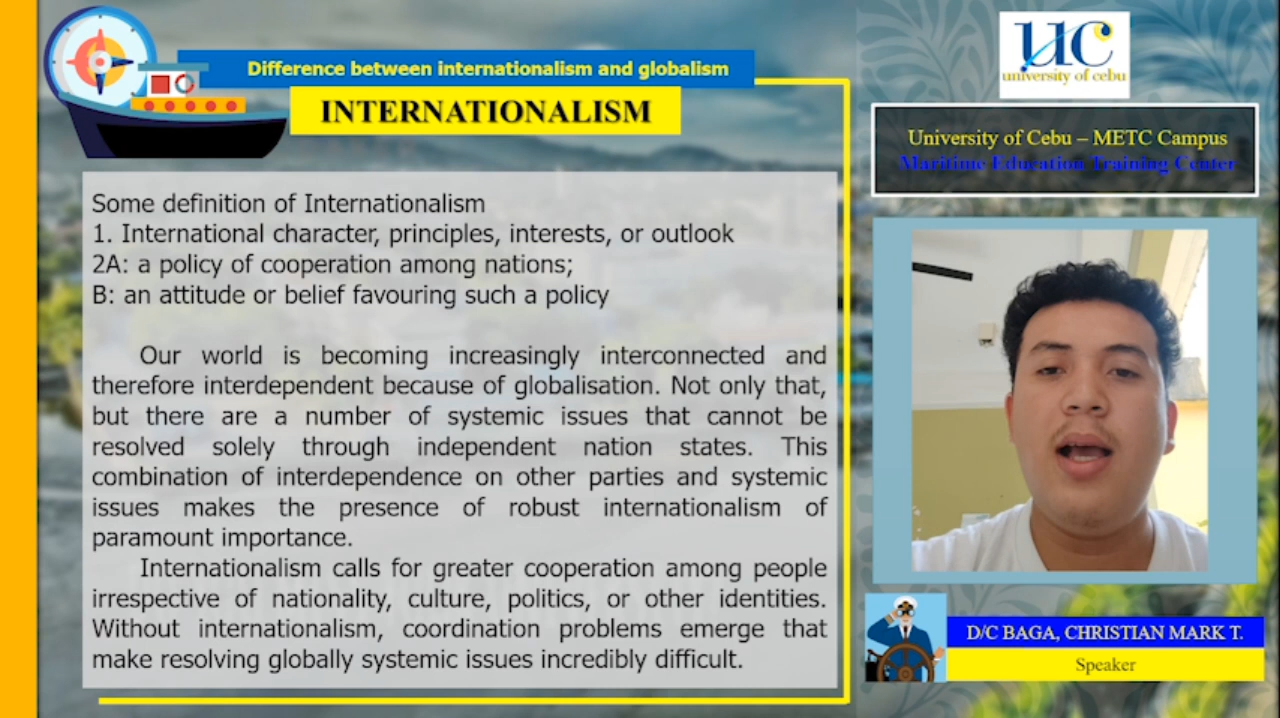 Difference between internationalism and globalism
INTERNATIONALISM
Some definition of Internationalism
1. International character, principles, interests, or outlook
2A: a policy of cooperation among nations;
B: an attitude or belief favouring such a policy
Our world is becoming increasingly interconnected and
therefore interdependent because of globalisation. Not only that,
but there are a number of systemic issues that cannot be
resolved solely through independent nation states. This
combination of interdependence on other parties and systemic
issues makes the presence of robust internationalism of
paramount importance.
Internationalism calls for greater cooperation among people
irrespective of nationality, culture, politics, or other identities.
Without internationalism, coordination problems emerge that
make resolving globally systemic issues incredibly difficult.
UC
university of cebu
University of Cebu – METC Campus
Maritime Education Training Center
D/C BAGA, CHRISTIAN MARK T.
Speaker